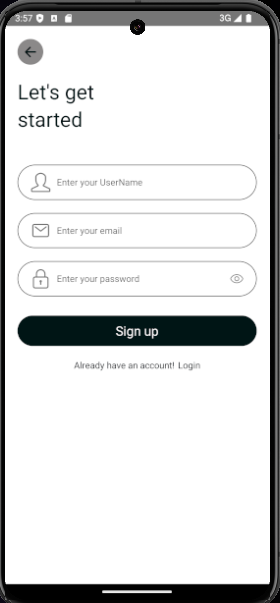 3:57 3G
Let's get
started
Enter your UserName
Enter your email
Enter your password
Sign up
Already have an account! Login